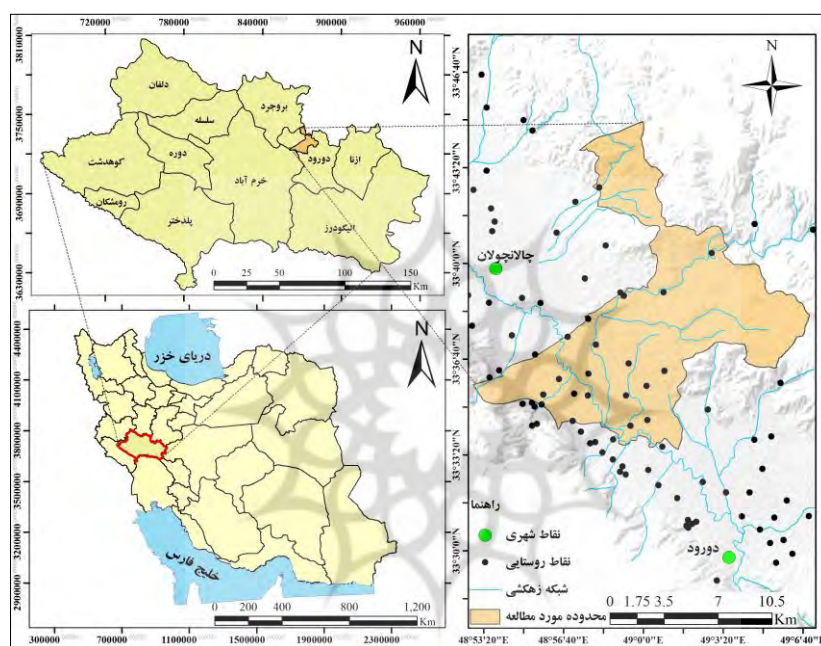 720000 780000 840000 900000 960000
3810000
3750000
3690000
3630000
N
دلفان
بروجرد
سلسله
کوهدشت
دوره
دورود
ازنا
خرم آباد
رومشکان
پلدختر
الیگودرز
0 25 50 100 150
Km
4400000
4100000
3800000
3500000
3200000
2900000
N
دریای خزر
خلیج فارس
0 200 400 800 1,200
Km
300000 700000 1100000 1500000 1900000 2300000
N
33°46'40"N
33°43'20"N
33°40'0"N
33°36'40"N
33°33'20"N
33°30'0"N
چالانچولان
دورود
راهنما
نقاط شهری
نقاط روستایی
شبکه زهکشی
محدوده مورد مطالعه
0 1.75 3.5 7 10.5
Km
48°53'20"E 48°56'40"E 49°0'0"E 49°3'20"E 49°6'40"E